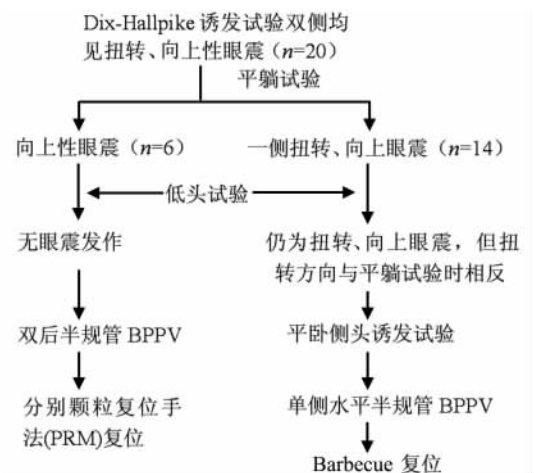 Dix-Hallpike 诱发试验双侧均
见扭转、向上性眼震（n=20）
平躺试验
向上性眼震（n=6）
一侧扭转、向上眼震（n=14）
低头试验
无眼震发作
仍为扭转、向上眼震，但扭
转方向与平躺试验时相反
双后半规管 BPPV
平卧侧头诱发试验
分别颗粒复位手
法(PRM)复位
单侧水平半规管 BPPV
Barbecue 复位